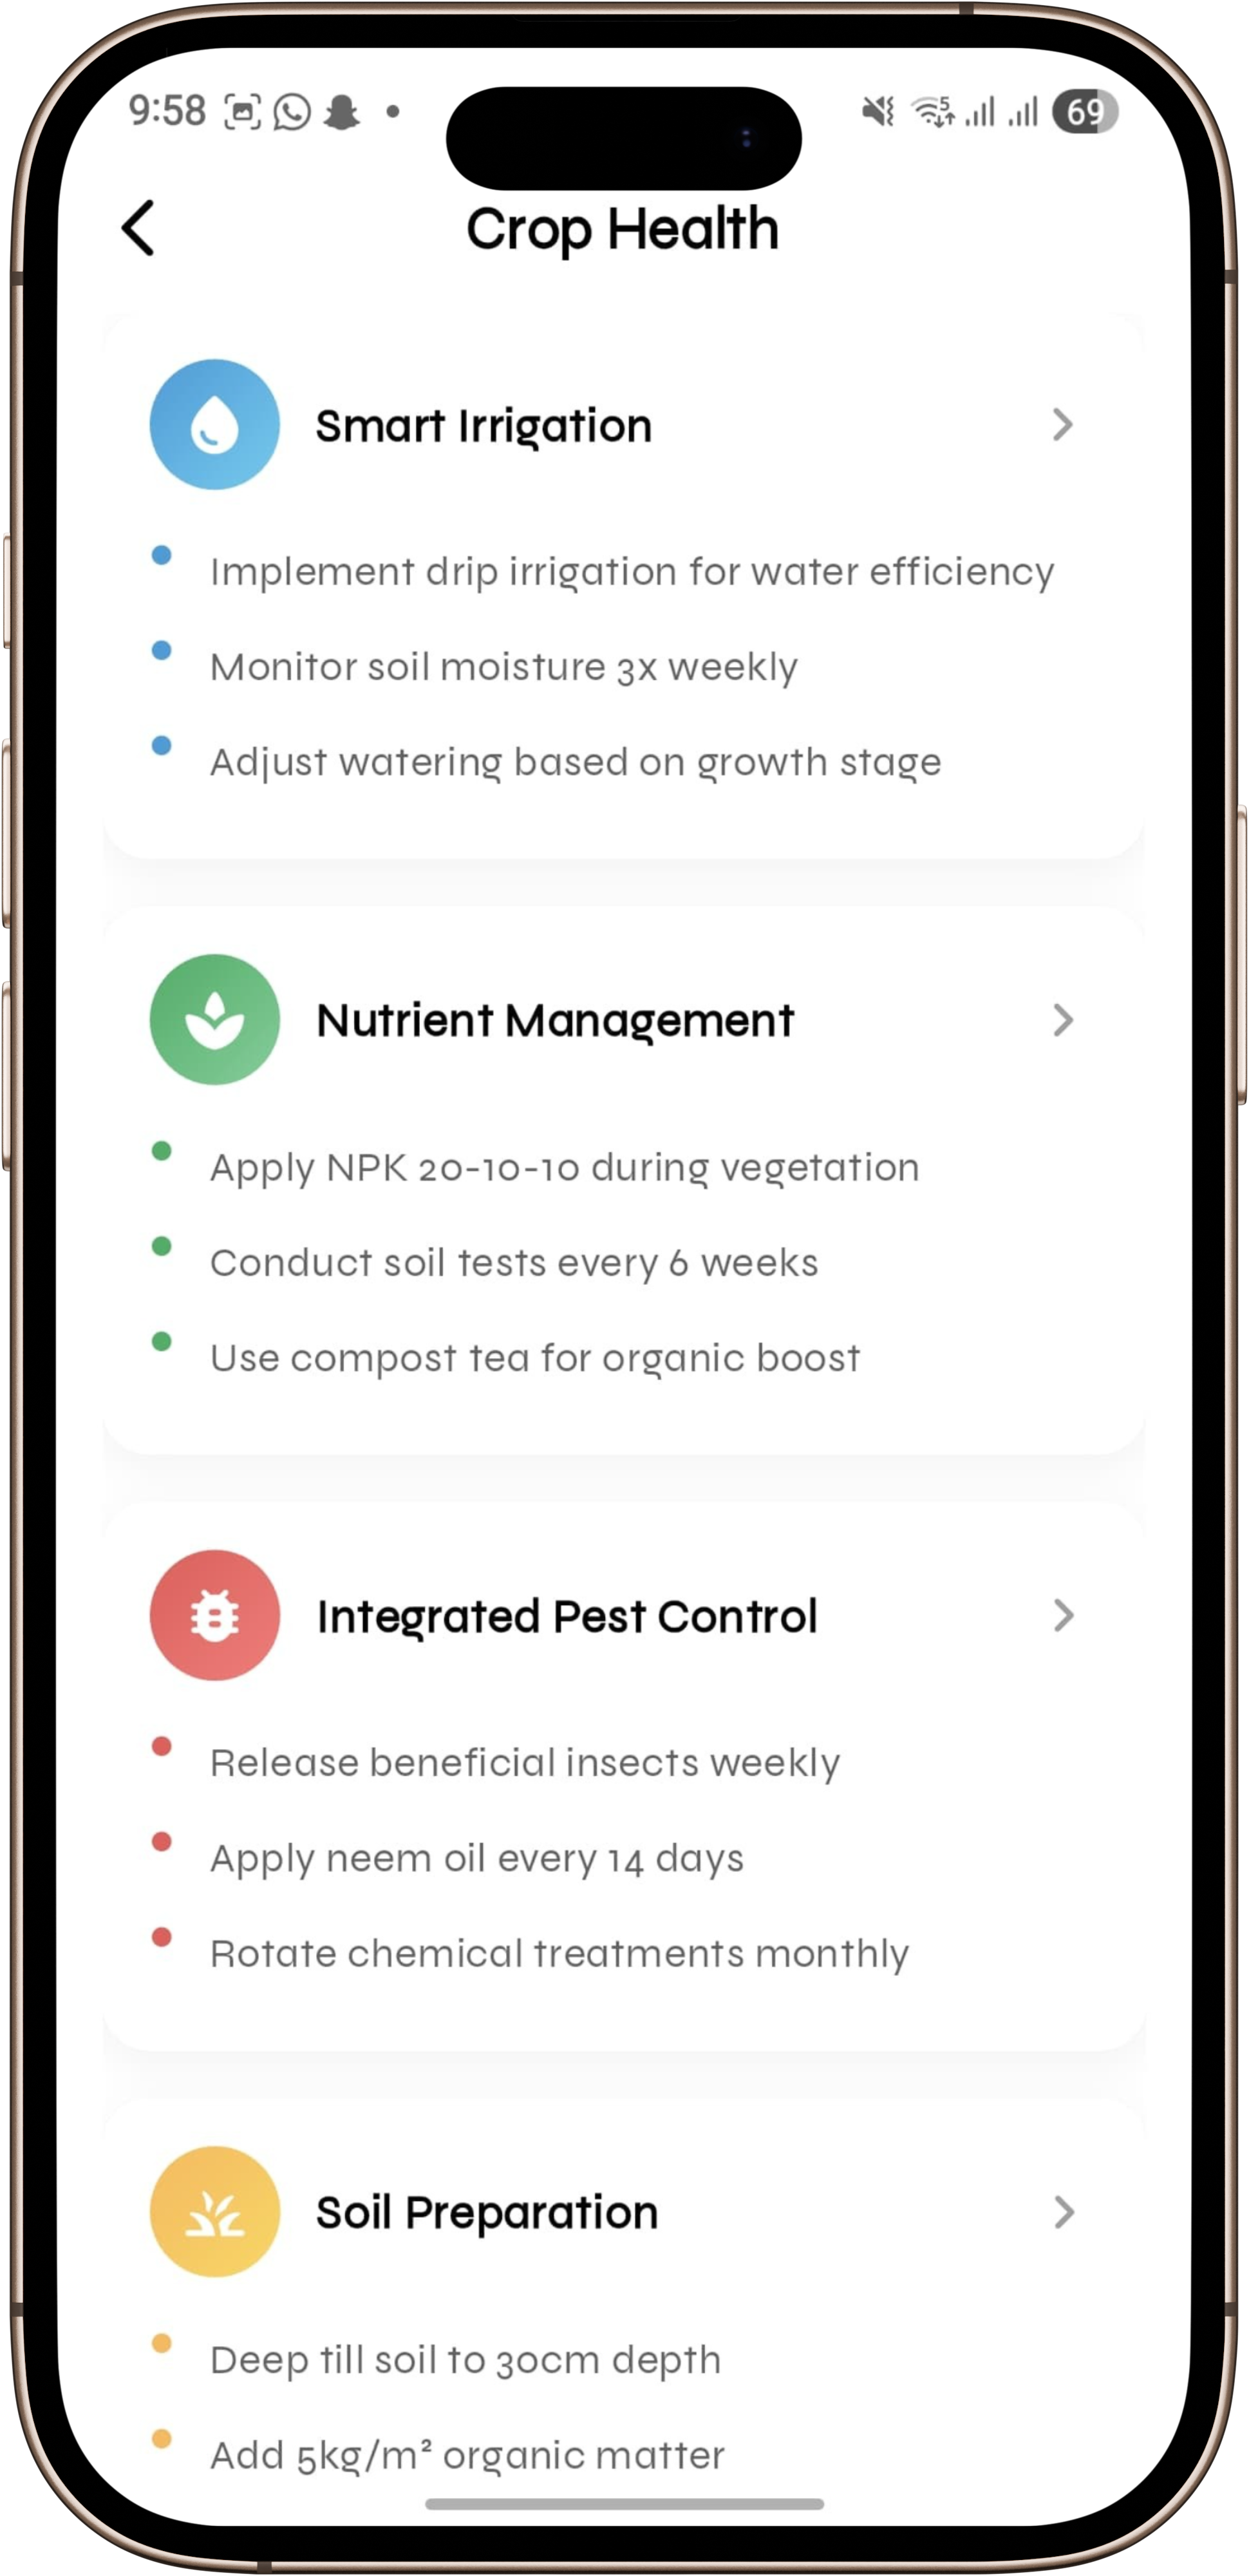 9:58
5
69
Crop Health
Smart Irrigation
Implement drip irrigation for water efficiency
Monitor soil moisture 3x weekly
Adjust watering based on growth stage
Nutrient Management
Apply NPK 20-10-10 during vegetation
Conduct soil tests every 6 weeks
Use compost tea for organic boost
Integrated Pest Control
Release beneficial insects weekly
Apply neem oil every 14 days
Rotate chemical treatments monthly
Soil Preparation
Deep till soil to 30cm depth
Add 5kg/m² organic matter